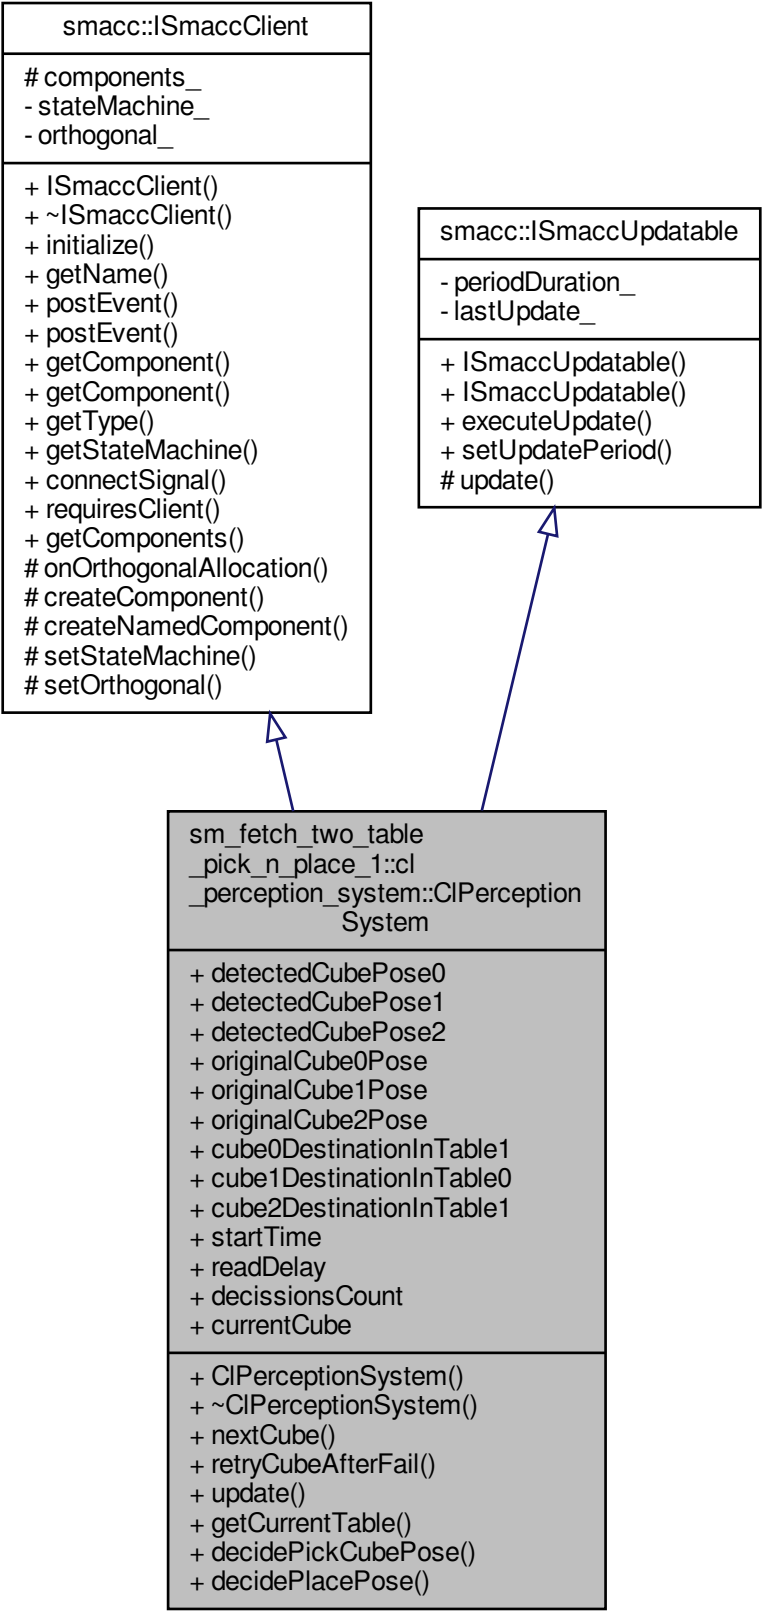 smacc::ISmaccClient
# components_
- stateMachine_
- orthogonal_
+ ISmaccClient()
+ ~ISmaccClient()
+ initialize()
+ getName()
+ postEvent()
+ postEvent()
+ getComponent()
+ getComponent()
+ getType()
+ getStateMachine()
+ connectSignal()
+ requiresClient()
+ getComponents()
# onOrthogonalAllocation()
# createComponent()
# createNamedComponent()
# setStateMachine()
# setOrthogonal()
smacc::ISmaccUpdatable
- periodDuration_
- lastUpdate_
+ ISmaccUpdatable()
+ ISmaccUpdatable()
+ executeUpdate()
+ setUpdatePeriod()
# update()
sm_fetch_two_table
_pick_n_place_1::cl
_perception_system::ClPerception
System
+ detectedCubePose0
+ detectedCubePose1
+ detectedCubePose2
+ originalCube0Pose
+ originalCube1Pose
+ originalCube2Pose
+ cube0DestinationInTable1
+ cube1DestinationInTable0
+ cube2DestinationInTable1
+ startTime
+ readDelay
+ decissionsCount
+ currentCube
+ ClPerceptionSystem()
+ ~ClPerceptionSystem()
+ nextCube()
+ retryCubeAfterFail()
+ update()
+ getCurrentTable()
+ decidePickCubePose()
+ decidePlacePose()